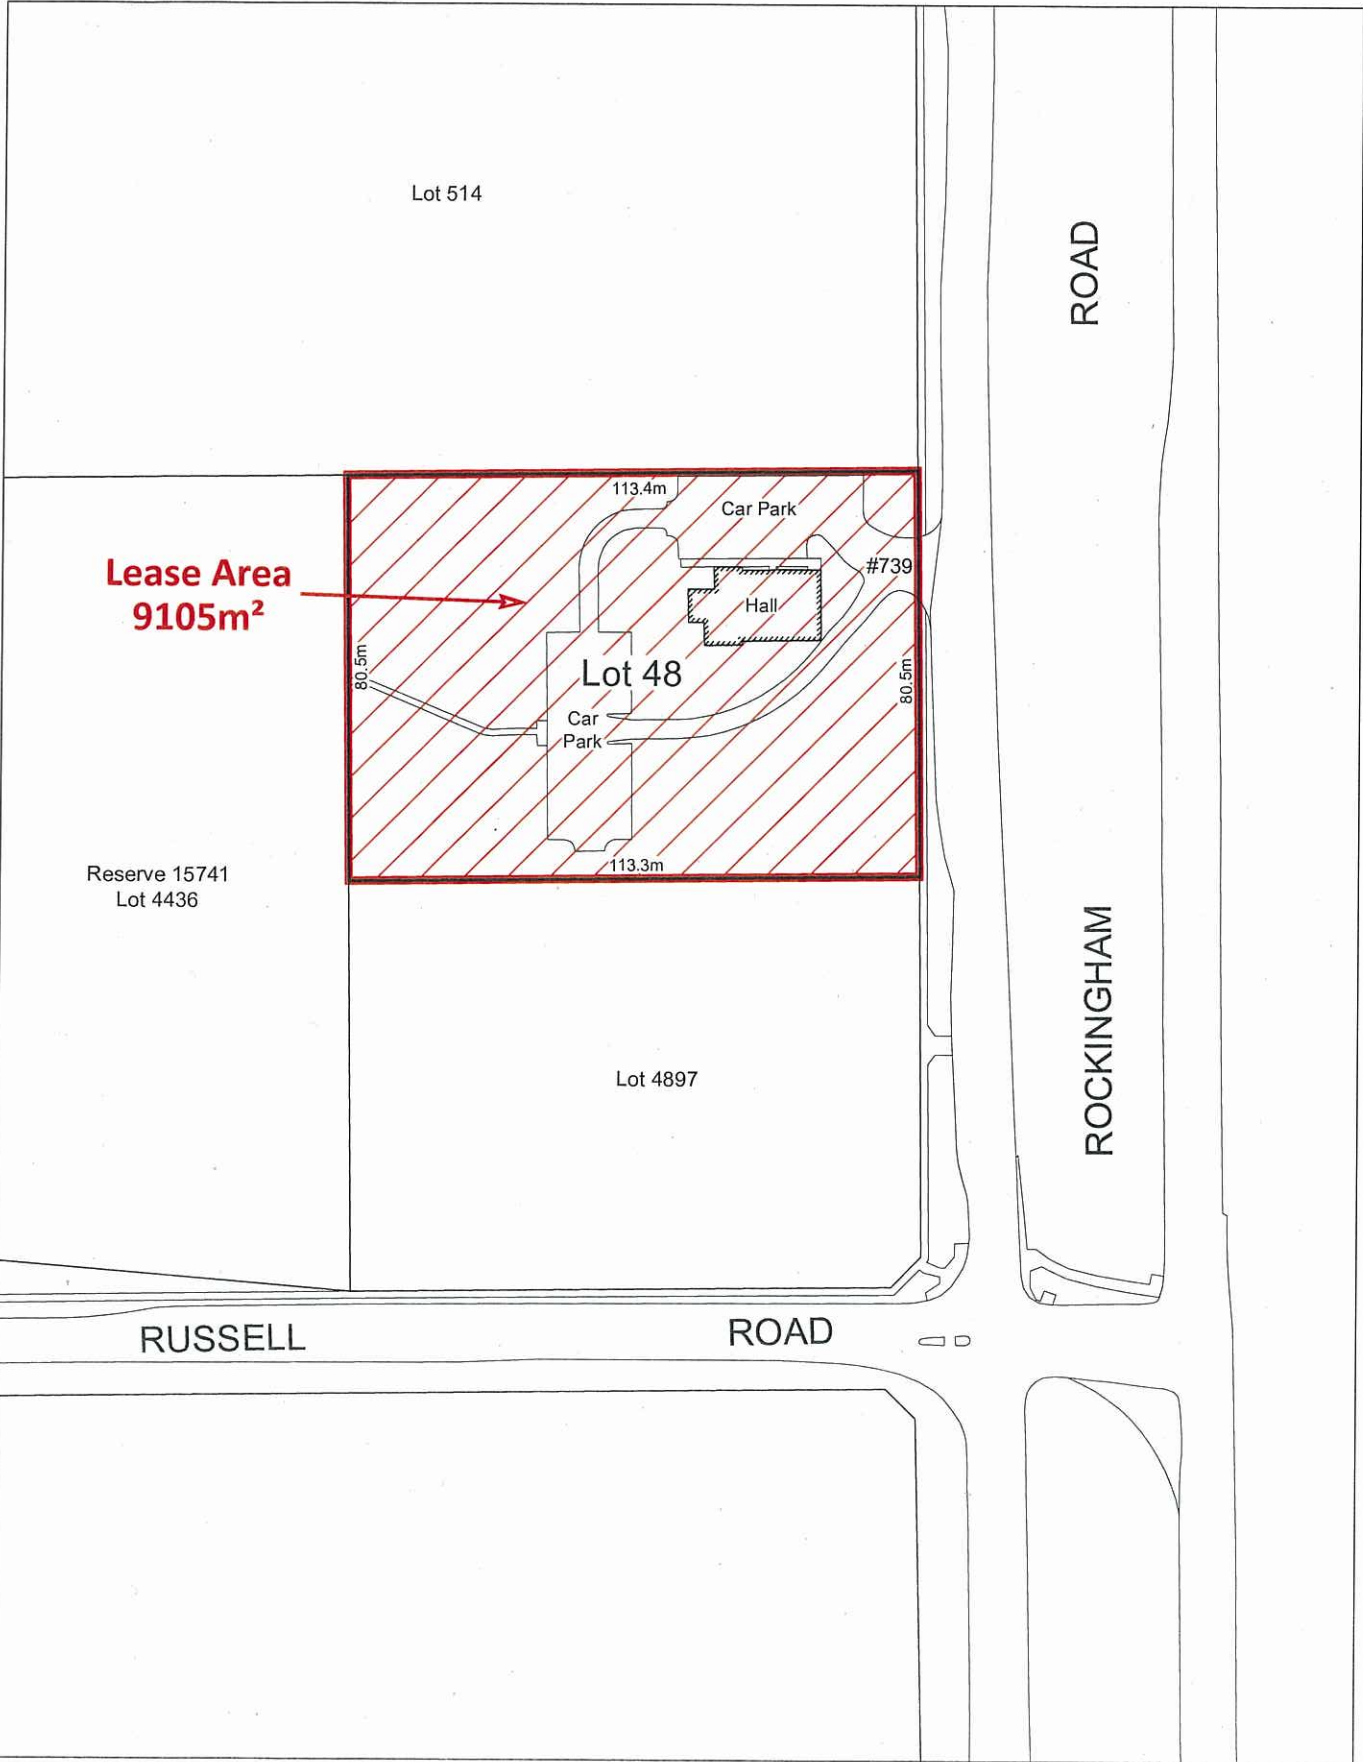 Lot 514
ROAD
113.4m
Car Park
Lease Area
9105m²
#739
Hall
80.5m
Lot 48
80.5m
Car
Park
113.3m
Reserve 15741
Lot 4436
ROCKINGHAM
Lot 4897
RUSSELL ROAD